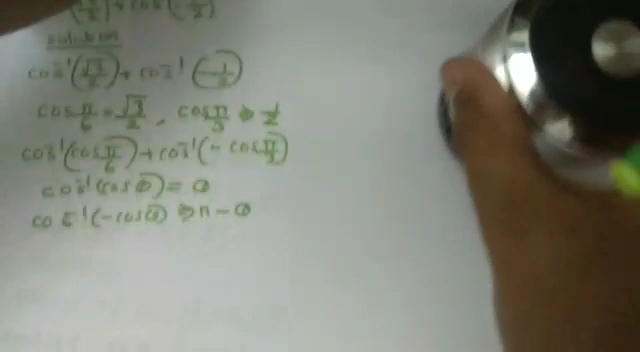 solution
cos⁻¹(√3/2) + cos⁻¹(-1/2)
cos π/6 = √3/2, cos π/3 = 1/2
cos⁻¹(cos π/6) + cos⁻¹(-cos π/3)
cos⁻¹(cos θ) = θ
cos⁻¹(-cos θ) = π - θ